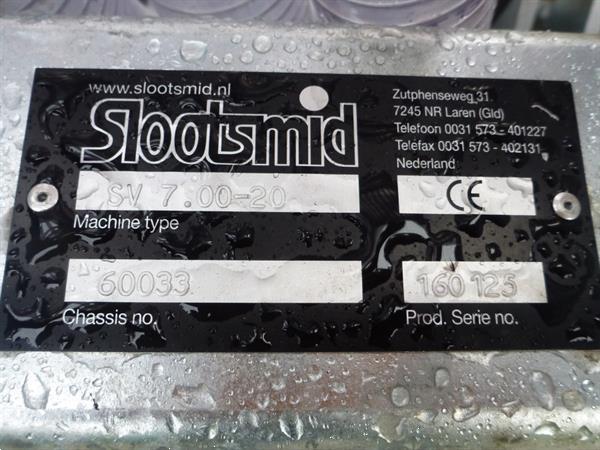 www.slootsmid.nl
Slootsmid
Zutphenseweg 31
7245 NR Laren (Gld)
Telefoon 0031 573 - 401227
Telefax 0031 573 - 402131
Nederland
SV 7.00-20
CE
Machine type
60033
160 125
Chassis no.
Prod. Serie no.